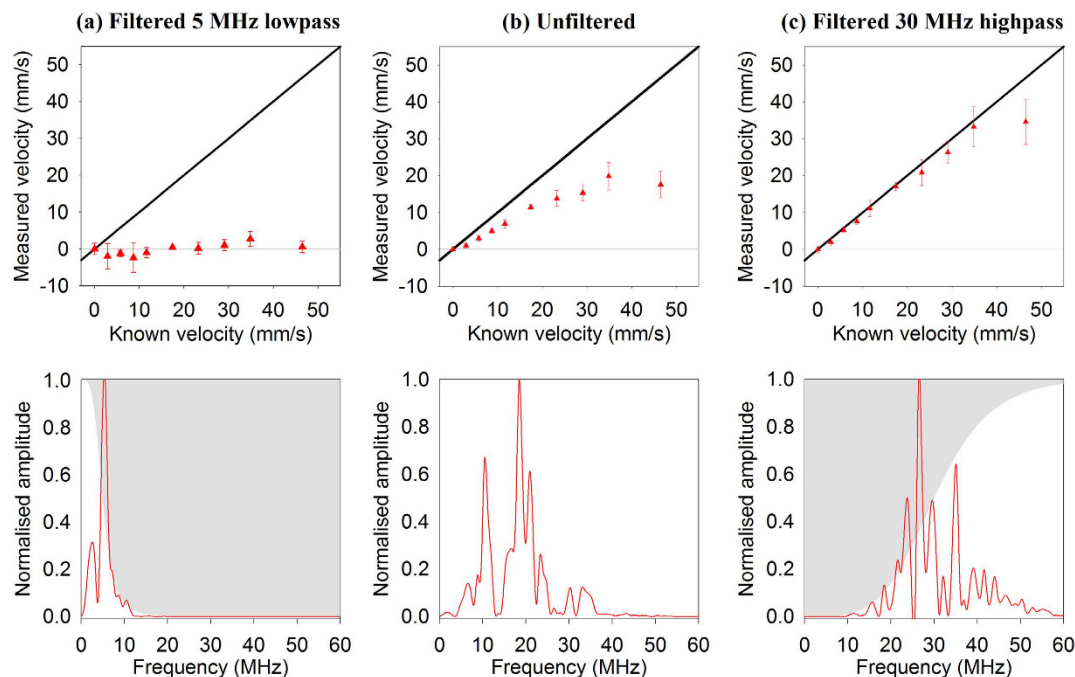 (a) Filtered 5 MHz lowpass
(b) Unfiltered
(c) Filtered 30 MHz highpass
Measured velocity (mm/s)
50
40
30
20
10
0
-10
0 10 20 30 40 50
Known velocity (mm/s)
Measured velocity (mm/s)
50
40
30
20
10
0
-10
0 10 20 30 40 50
Known velocity (mm/s)
Measured velocity (mm/s)
50
40
30
20
10
0
-10
0 10 20 30 40 50
Known velocity (mm/s)
Normalised amplitude
1.0
0.8
0.6
0.4
0.2
0.0
0 10 20 30 40 50 60
Frequency (MHz)
Normalised amplitude
1.0
0.8
0.6
0.4
0.2
0.0
0 10 20 30 40 50 60
Frequency (MHz)
Normalised amplitude
1.0
0.8
0.6
0.4
0.2
0.0
0 10 20 30 40 50 60
Frequency (MHz)